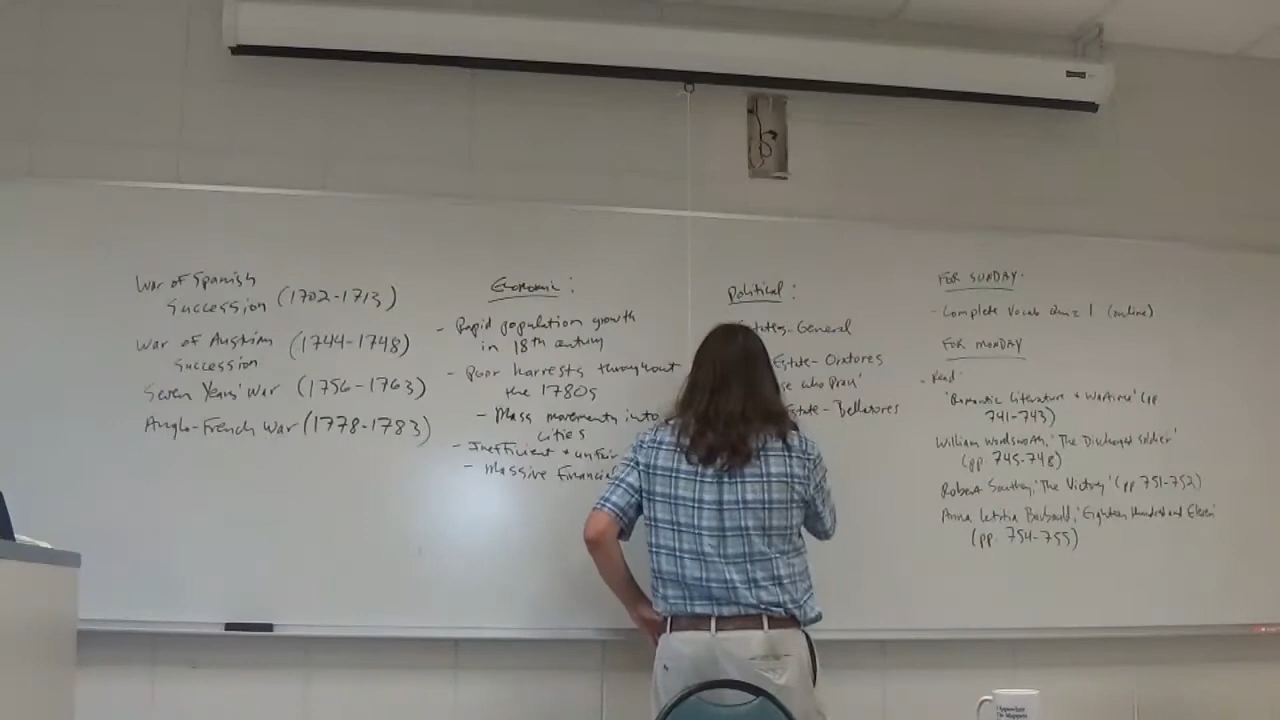 War of Spanish
Succession (1702-1713)
War of Austrian (1744-1748)
Succession
Seven Years' War (1756-1763)
Anglo-French War (1778-1783)
Economic:
- Rapid population growth
in 18th century
- Poor harvests throughout
the 1780s
- Mass movements into
cities
- Inefficient + unfair
- Massive Financial
Political:
Estates-General
Estate - Oratores
who Pray'
Estate - Bellatores
FOR SUNDAY:
- Complete Vocab Quiz 1 (online)
FOR MONDAY
- Read:
'Romantic Literature + Wartime' (pp
741-743)
William Wordsworth, 'The Discharged Soldier'
(pp. 745-748)
Robert Southey, 'The Victory' (pp 751-752)
Anna Letitia Barbauld, 'Eighteen Hundred and Eleven'
(pp. 754-755)